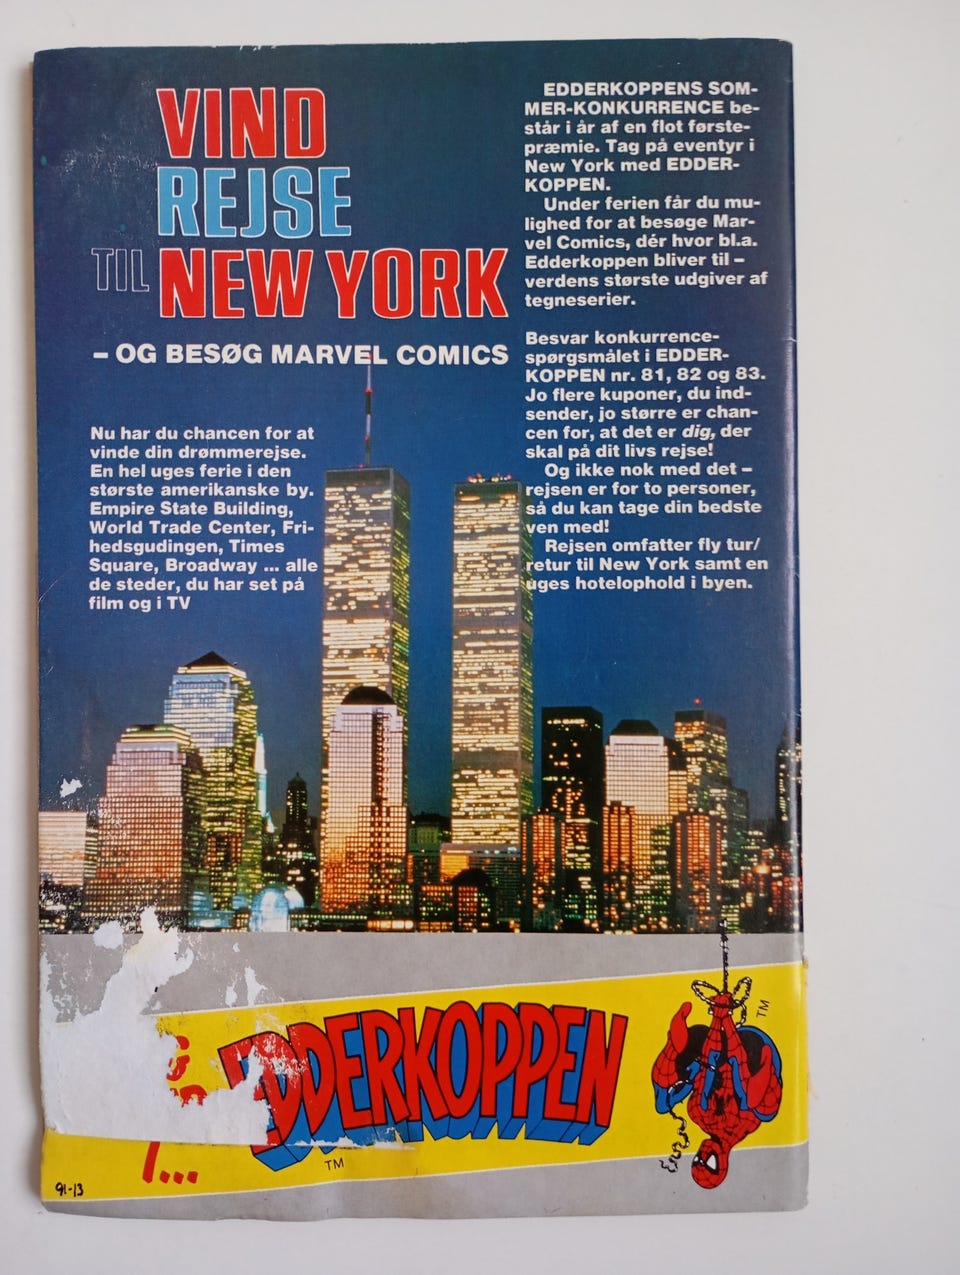 VIND
REJSE
TIL NEW YORK
– OG BESØG MARVEL COMICS
Nu har du chancen for at
vinde din drømmerejse.
En hel uges ferie i den
største amerikanske by.
Empire State Building,
World Trade Center, Fri-
hedsgudingen, Times
Square, Broadway ... alle
de steder, du har set på
film og i TV
EDDERKOPPENS SOM-
MER-KONKURRENCE be-
står i år af en flot første-
præmie. Tag på eventyr i
New York med EDDER-
KOPPEN.
Under ferien får du mu-
lighed for at besøge Mar-
vel Comics, dér hvor bl.a.
Edderkoppen bliver til –
verdens største udgiver af
tegneserier.
Besvar konkurrence-
spørgsmålet i EDDER-
KOPPEN nr. 81, 82 og 83.
Jo flere kuponer, du ind-
sender, jo større er chan-
cen for, at det er dig, der
skal på dit livs rejse!
Og ikke nok med det –
rejsen er for to personer,
så du kan tage din bedste
ven med!
Rejsen omfatter fly tur/
retur til New York samt en
uges hotelophold i byen.
EDDERKOPPEN
TM
TM
91-13